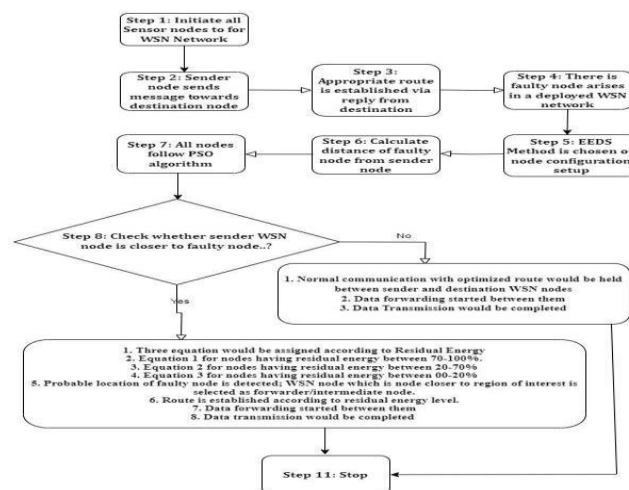 Step 1: Initiate all
Sensor nodes to for
WSN Network
Step 2: Sender
node sends
message towards
destination node
Step 3:
Appropriate route
is established via
reply from
destination
Step 4: There is
faulty node arises
in a deployed WSN
network
Step 5: EEDS
Method is chosen on
node configuration
setup
Step 6: Calculate
distance of faulty
node from sender
node
Step 7: All nodes
follow PSO
algorithm
Step 8: Check whether sender WSN
node is closer to faulty node..?
No
1. Normal communication with optimized route would be held
between sender and destination WSN nodes
2. Data forwarding started between them
3. Data Transmission would be completed
Yes
1. Three equation would be assigned according to Residual Energy
2. Equation 1 for nodes having residual energy between 70-100%.
3. Equation 2 for nodes having residual energy between 20-70%
4. Equation 3 for nodes having residual energy between 00-20%
5. Probable location of faulty node is detected; WSN node which is node closer to region of interest is
selected as forwarder/intermediate node.
6. Route is established according to residual energy level.
7. Data forwarding started between them
8. Data transmission would be completed
Step 11: Stop